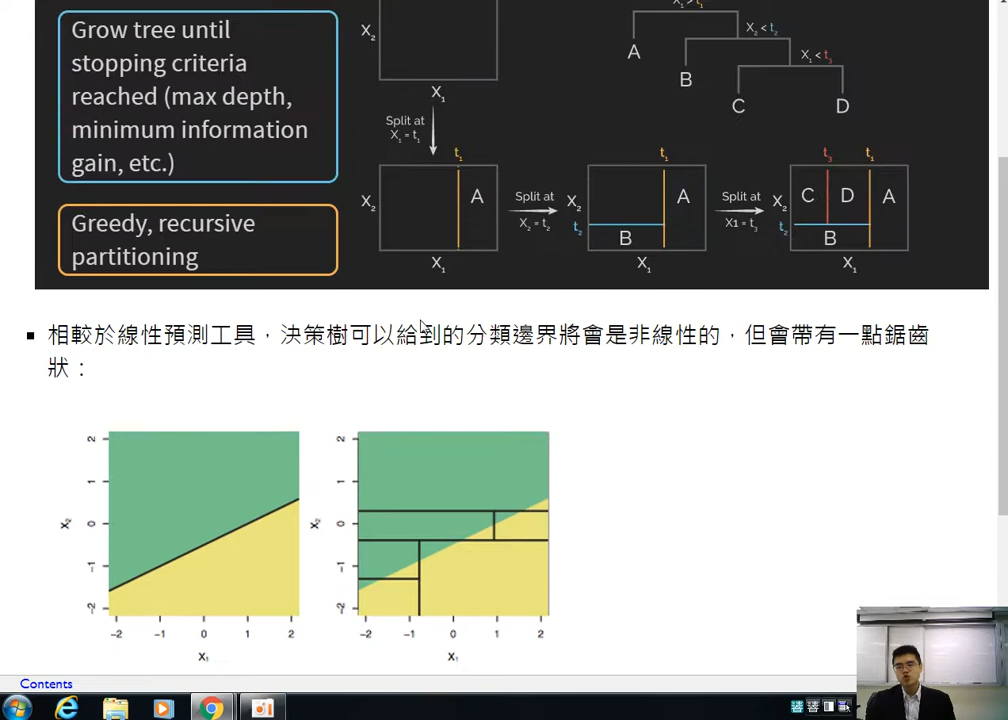 Grow tree until
stopping criteria
reached (max depth,
minimum information
gain, etc.)
Greedy, recursive
partitioning
X₂
X₁
Split at
X₁ = t₁
X₂ < t₂
X₁ < t₃
A
B
C
D
t₁
X₂
A
X₁
Split at
X₂ = t₂
t₁
X₂
t₂
A
B
X₁
Split at
X1 = t₃
t₃
t₁
X₂
t₂
C
D
A
B
X₁
▪ 相較於線性預測工具，決策樹可以給到的分類邊界將會是非線性的，但會帶有一點鋸齒
狀：
2
1
0
−1
−2
X₂
−2 −1 0 1 2
X₁
2
1
0
−1
−2
X₂
−2 −1 0 1 2
X₁
Contents